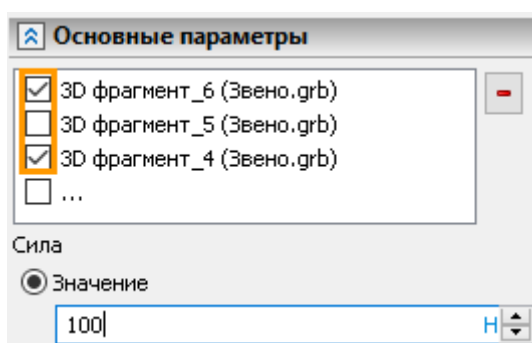 Основные параметры
3D фрагмент_6 (Звено.grb)
3D фрагмент_5 (Звено.grb)
3D фрагмент_4 (Звено.grb)
...
Сила
Значение
100 Н